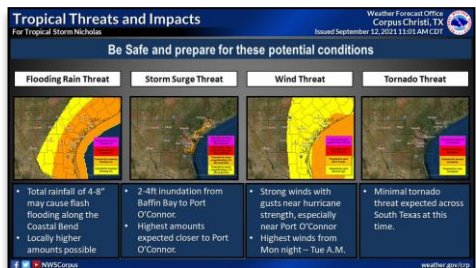 Tropical Threats and Impacts
For Tropical Storm Nicholas
Weather Forecast Office
Corpus Christi, TX
Issued September 12, 2021 11:01 AM CDT
Be Safe and prepare for these potential conditions
Flooding Rain Threat
Storm Surge Threat
Wind Threat
Tornado Threat
• Total rainfall of 4-8"
may cause flash
flooding along the
Coastal Bend
• Locally higher
amounts possible
• 2-4ft inundation from
Baffin Bay to Port
O'Connor.
• Highest amounts
expected closer to Port
O'Connor.
• Strong winds with
gusts near hurricane
strength, especially
near Port O'Connor
• Highest winds from
Mon night – Tue A.M.
• Minimal tornado
threat expected across
South Texas at this
time.
NWSCorpus
weather.gov/crp